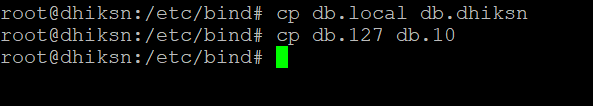 root@dhiksn:/etc/bind# cp db.local db.dhiksn
root@dhiksn:/etc/bind# cp db.127 db.10
root@dhiksn:/etc/bind#